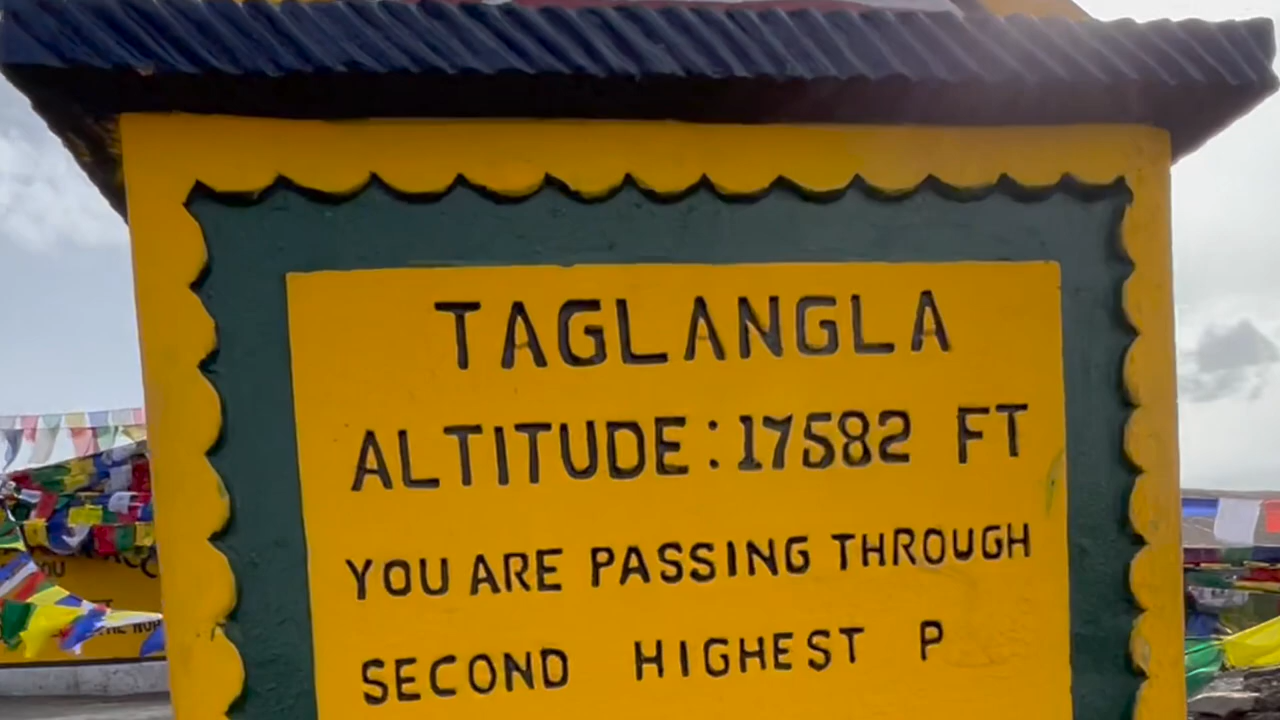 TAGLANGLA
ALTITUDE:17582 FT
YOU ARE PASSING THROUGH
SECOND HIGHEST P